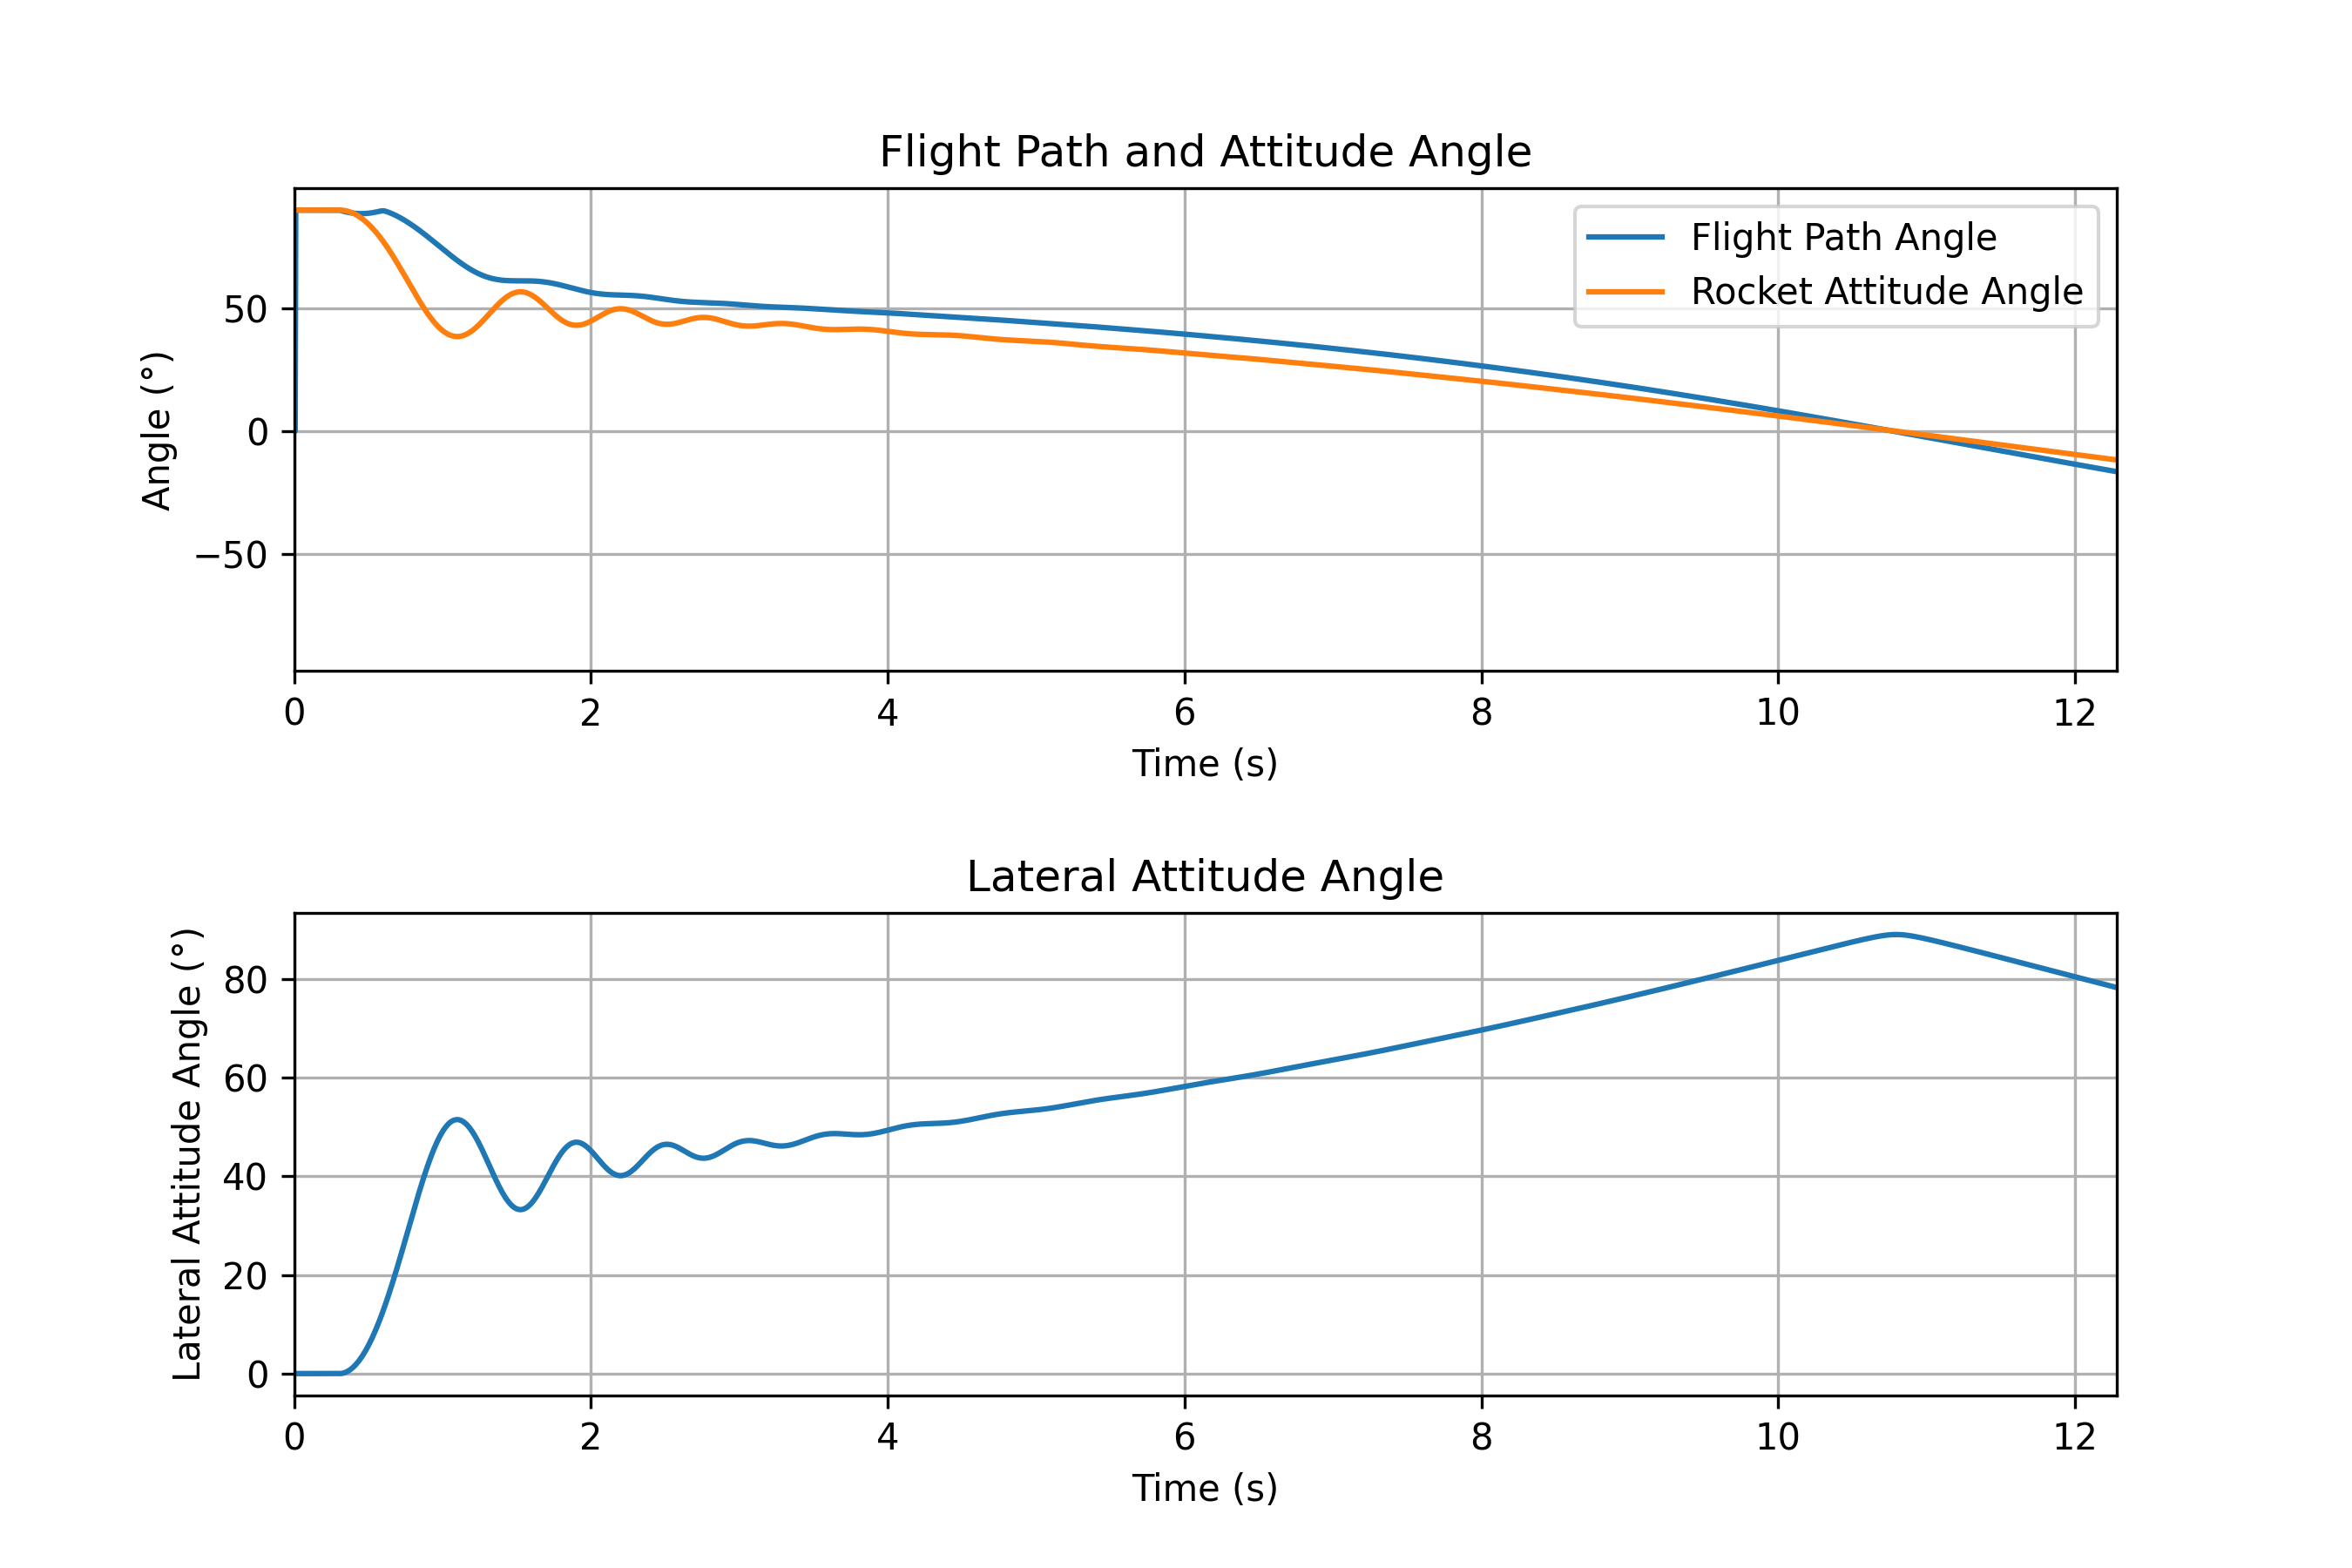 Flight Path and Attitude Angle
Flight Path Angle
Rocket Attitude Angle
Angle (°)
50
0
−50
0 2 4 6 8 10 12
Time (s)
Lateral Attitude Angle
Lateral Attitude Angle (°)
80
60
40
20
0
0 2 4 6 8 10 12
Time (s)